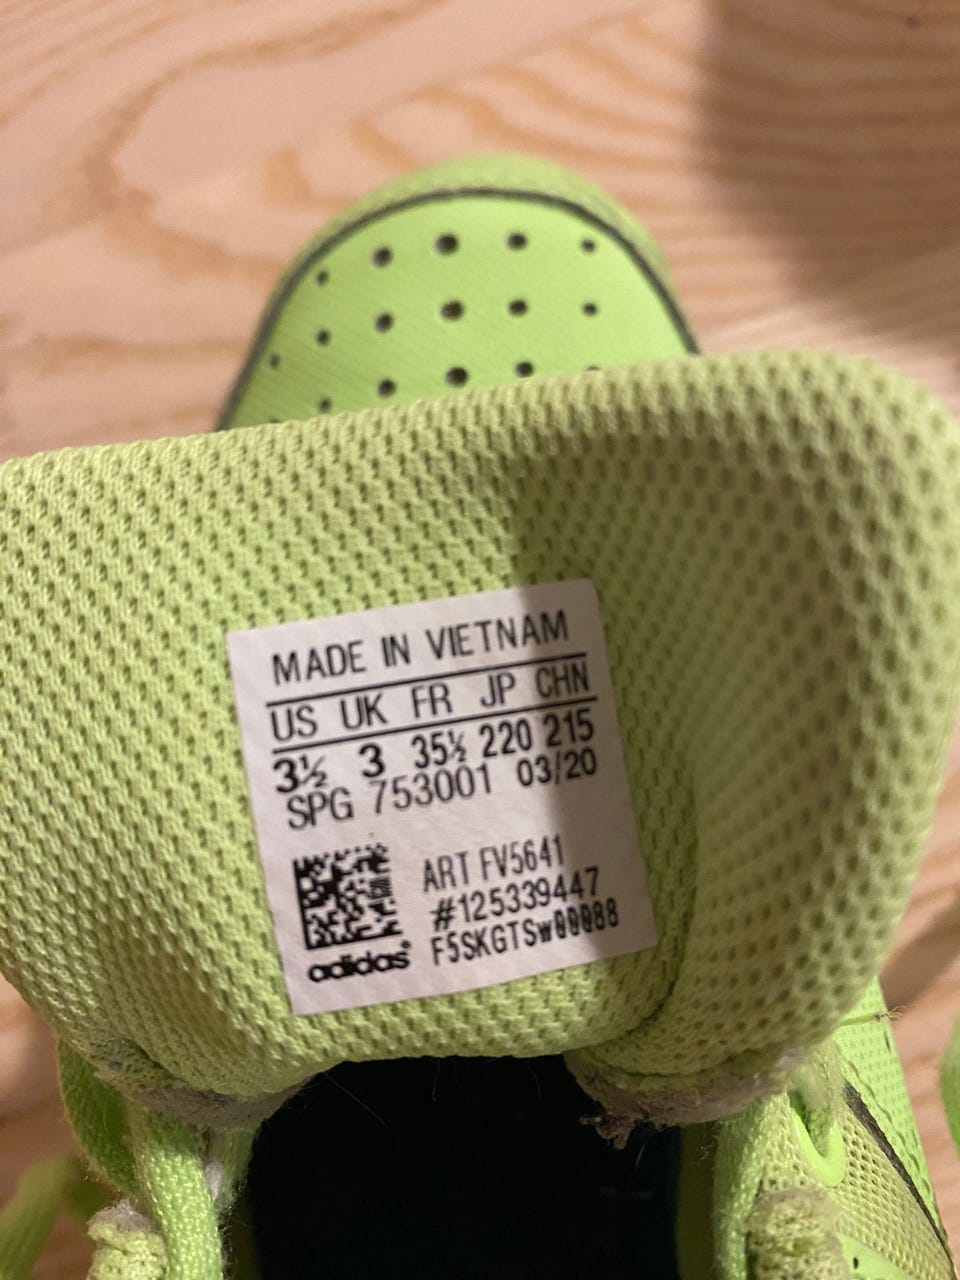 MADE IN VIETNAM
US UK FR JP CHN
3½ 3 35½ 220 215
SPG 753001 03/20
ART FV5641
#125339447
F5SKGTSw00088
adidas®